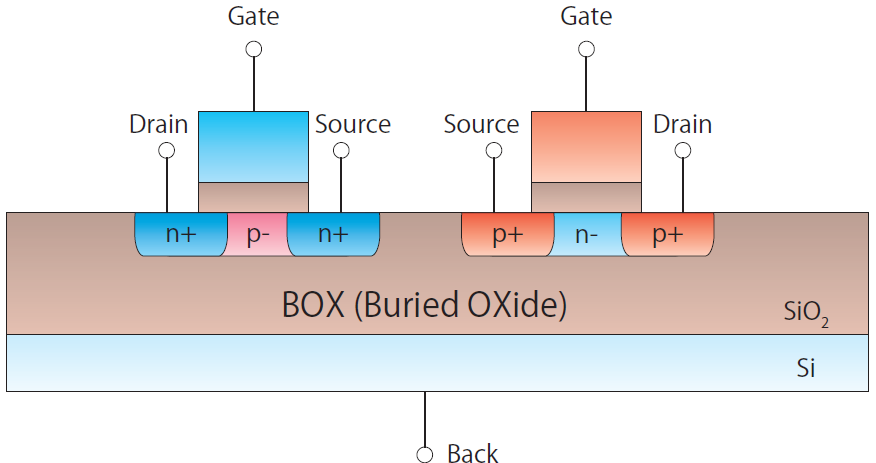 Gate
Gate
Drain
Source
Source
Drain
n+
p-
n+
p+
n-
p+
BOX (Buried OXide)
SiO₂
Si
Back